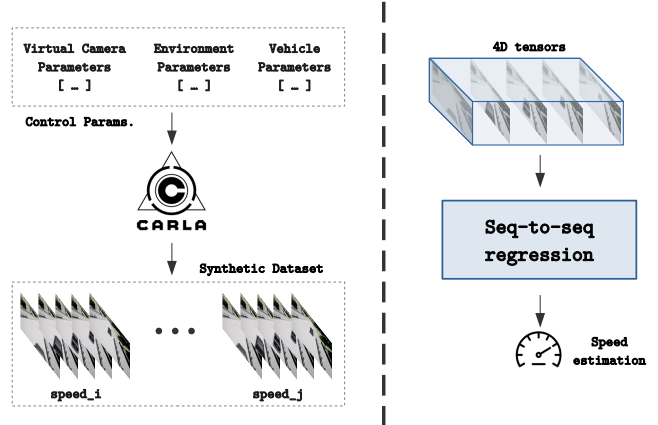 Virtual Camera
Parameters
[ … ]
Environment
Parameters
[ … ]
Vehicle
Parameters
[ … ]
Control Params.
C
CARLA
Synthetic Dataset
speed_i
speed_j
4D tensors
Seq-to-seq
regression
Speed
estimation